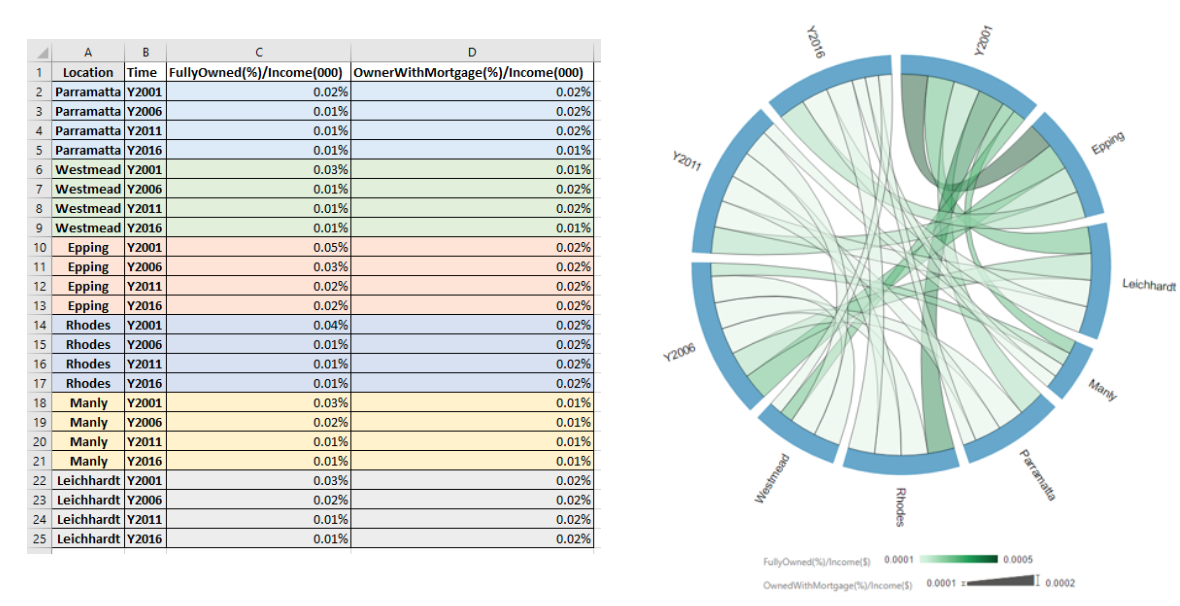 A B C D
1 Location Time FullyOwned(%)/Income(000) OwnerWithMortgage(%)/Income(000)
2 Parramatta Y2001 0.02% 0.02%
3 Parramatta Y2006 0.01% 0.02%
4 Parramatta Y2011 0.01% 0.02%
5 Parramatta Y2016 0.01% 0.01%
6 Westmead Y2001 0.03% 0.01%
7 Westmead Y2006 0.01% 0.02%
8 Westmead Y2011 0.01% 0.02%
9 Westmead Y2016 0.01% 0.01%
10 Epping Y2001 0.05% 0.02%
11 Epping Y2006 0.03% 0.02%
12 Epping Y2011 0.02% 0.02%
13 Epping Y2016 0.02% 0.02%
14 Rhodes Y2001 0.04% 0.02%
15 Rhodes Y2006 0.01% 0.02%
16 Rhodes Y2011 0.01% 0.02%
17 Rhodes Y2016 0.01% 0.02%
18 Manly Y2001 0.03% 0.01%
19 Manly Y2006 0.02% 0.01%
20 Manly Y2011 0.01% 0.01%
21 Manly Y2016 0.01% 0.01%
22 Leichhardt Y2001 0.03% 0.02%
23 Leichhardt Y2006 0.02% 0.02%
24 Leichhardt Y2011 0.01% 0.02%
25 Leichhardt Y2016 0.01% 0.02%
Y2001
Epping
Leichhardt
Manly
Parramatta
Rhodes
Westmead
Y2006
Y2011
Y2016
FullyOwned(%)/Income($) 0.0001 0.0005
OwnedWithMortgage(%)/Income($) 0.0001 0.0002